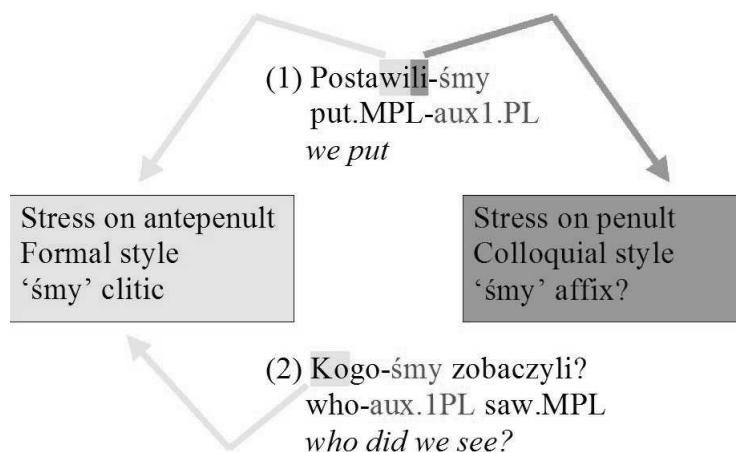 (1) Postawili-śmy
put.MPL-aux1.PL
we put
Stress on antepenult
Formal style
‘śmy’ clitic
Stress on penult
Colloquial style
‘śmy’ affix?
(2) Kogo-śmy zobaczyli?
who-aux.1PL saw.MPL
who did we see?